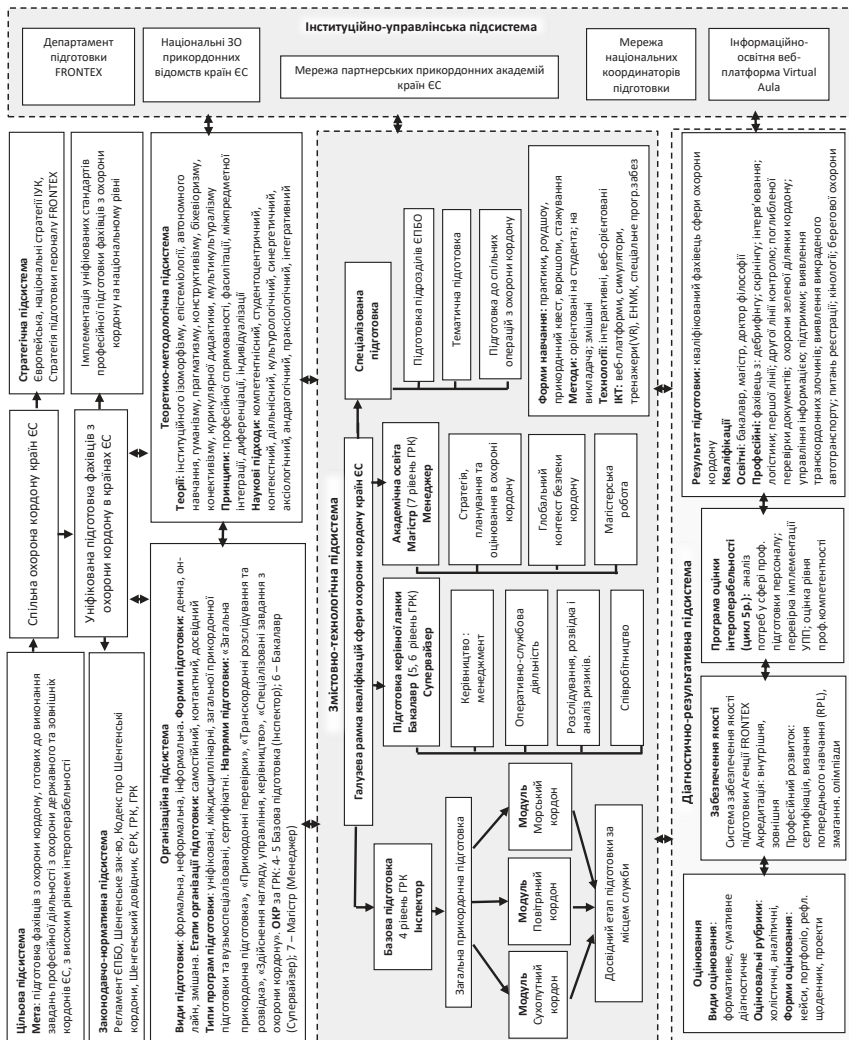 Цільова підсистема
Мета: підготовка фахівців з охорони кордону, готових до виконання
завдань професійної діяльності з охорони державного та зовнішніх
кордонів ЄС, з високим рівнем інтероперабельності
Спільна охорона кордону країн ЄС
Стратегічна підсистема
Європейська, національні стратегії ІУК,
Стратегія підготовки пероналу FRONTEX
Законодавчо-нормативна підсистема
Регламент ЄПБО, Шенгенське зак-во, Кодекс про Шенгенські
кордони, Шенгенський довідник, ЄРК, ГРК, ГРК
Уніфікована підготовка фахівців з
охорони кордону в країнах ЄС
Імплементація уніфікованих стандартів
професійної підготовки фахівців з охорони
кордону на національному рівні
Організаційна підсистема
Види підготовки: формальна, неформальна, інформальна. Форми підготовки: денна, он-
лайн, змішана. Етапи організації підготовки: самостійний, контактний, досвідний
Типи програм підготовки: уніфіковані, міждисциплінарні, загальної прикордонної
підготовки та вузькоспеціалізовані, сертифікатні. Напрями підготовки: «Загальна
прикордонна підготовка», «Прикордонні перевірки», «Транскордонні розслідування та
розвідка», «Здійснення нагляду, управління, керівництво», «Спеціалізовані завдання з
охорони кордону». ОКР за ГРК: 4- 5 Базова підготовка (Інспектор); 6 – Бакалавр
(Супервайзер); 7 – Магістр (Менеджер)
Теоретико-методологічна підсистема
Теорії: інституційного ізоморфізму, епістемології, автономного
навчання, гуманізму, прагматизму, конструктивізму, біхевіоризму,
конективізму, курикулярної дидактики, мультикультуралізму
Принципи: професійної спрямованості, фасилітації, міжпредметної
інтеграції, диференціації, індивідуалізації
Наукові підходи: компетентнісний, студентоцентричний,
контекстний, діяльнісний, культурологічний, синергетичний,
аксіологічний, андрагогічний, праксіологічний, інтегративний
Інституційно-управлінська підсистема
Департамент
підготовки
FRONTEX
Національні ЗО
прикордонних
відомств країн ЄС
Мережа партнерських прикордонних академій
країн ЄС
Мережа
національних
координаторів
підготовки
Інформаційно-
освітня веб-
платформа Virtual
Aula
Змістовно-технологічна підсистема
Галузева рамка кваліфікацій сфери охорони кордону країн ЄС
Базова підготовка
4 рівень ГРК
Інспектор
Загальна прикордонна підготовка
Модуль
Сухопутний
кордон
Модуль
Повітряний
кордон
Модуль
Морський
кордон
Досвідний етап підготовки за
місцем служби
Підготовка керівної ланки
Бакалавр (5, 6 рівень ГРК)
Супервайзер
Керівництво :
менеджмент
Оперативно-службова
діяльність
Розслідування, розвідка і
аналіз ризиків.
Співробітництво
Академічна освіта
Магістр (7 рівень ГРК)
Менеджер
Стратегія,
планування та
оцінювання в охороні
кордону
Глобальний
контекст безпеки
кордону
Магістерська
робота
Спеціалізована
підготовка
Підготовка підрозділів ЄПБО
Тематична підготовка
Підготовка до спільних
операцій з охорони кордону
Форми навчання: практики, роудшоу,
прикордонний квест, воркшопи, стажування
Методи: орієнтовані на студента; на
викладача; змішані
Технології: інтерактивні, веб-орієнтовані
ІКТ: веб-платформи, симулятори,
тренажери(VR), ЕНМК, спеціальне прогр.забез
Діагностично-результативна підсистема
Оцінювання
Види оцінювання:
формативне, сумативне
діагностичне
Оцінювальні рубрики:
холістичні, аналітичні,
Форми оцінювання:
кейси, портфоліо, рефл.
щоденник, проекти
Забезпечення якості
Система забезпечення якості
підготовки Агенції FRONTEX
Акредитація: внутрішня,
зовнішня
Професійний розвиток:
сертифікація, визнання
попереднього навчання (RPL),
змагання, олімпіади
Програма оцінки
інтероперабельності
(цикл 5р.): аналіз
потреб у сфері проф.
підготовки персоналу;
перевірка імплементації
УПП; оцінка рівня
проф.компетентності
Результат підготовки: кваліфікований фахівець сфери охорони
кордону
Кваліфікації
Освітні: бакалавр, магістр, доктор філософії
Професійні: фахівець з: дебрифінгу; скринінгу; інтерв'ювання;
логістики; першої лінії; другої лінії контролю; поглибленої
перевірки документів; охорони зеленої ділянки кордону;
управління інформацією; підтримки; виявлення
транскордонних злочинів; виявлення викраденого
автотранспорту; питань реєстрації; кінології; берегової охорони